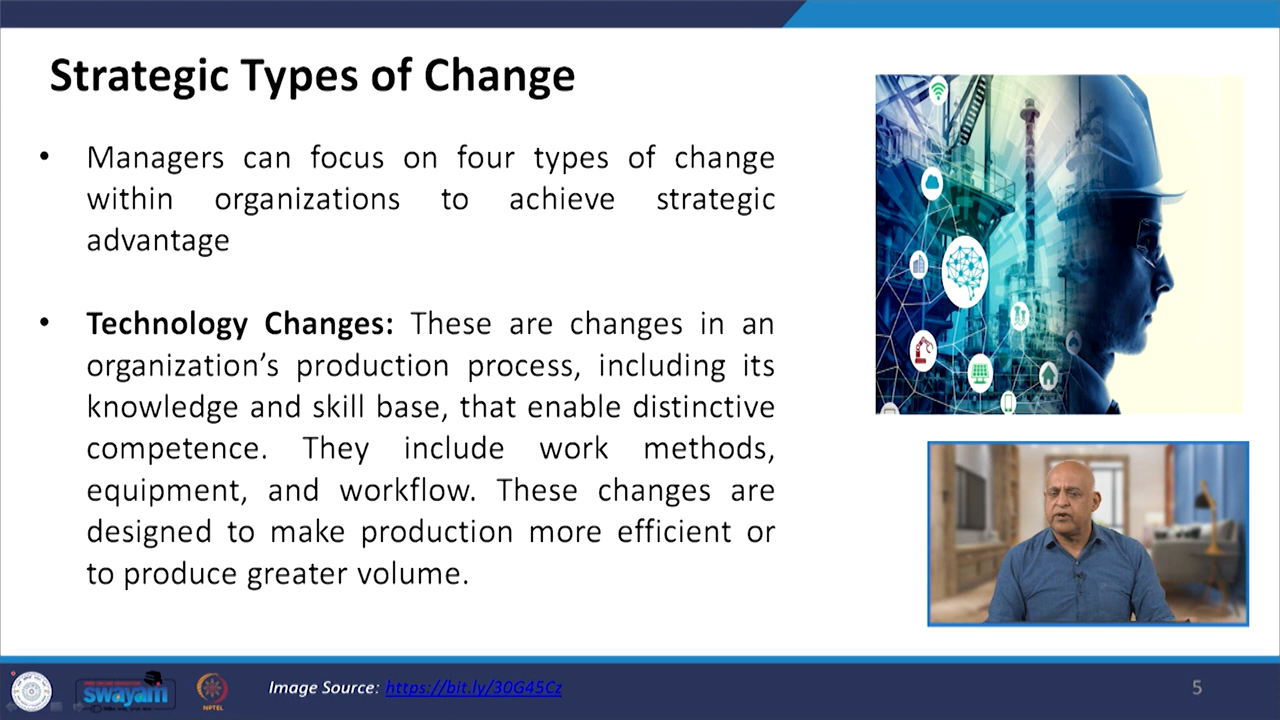 Strategic Types of Change
• Managers can focus on four types of change
within organizations to achieve strategic
advantage
• Technology Changes: These are changes in an
organization’s production process, including its
knowledge and skill base, that enable distinctive
competence. They include work methods,
equipment, and workflow. These changes are
designed to make production more efficient or
to produce greater volume.
swayam
NPTEL
Image Source: https://bit.ly/30G45Cz
5